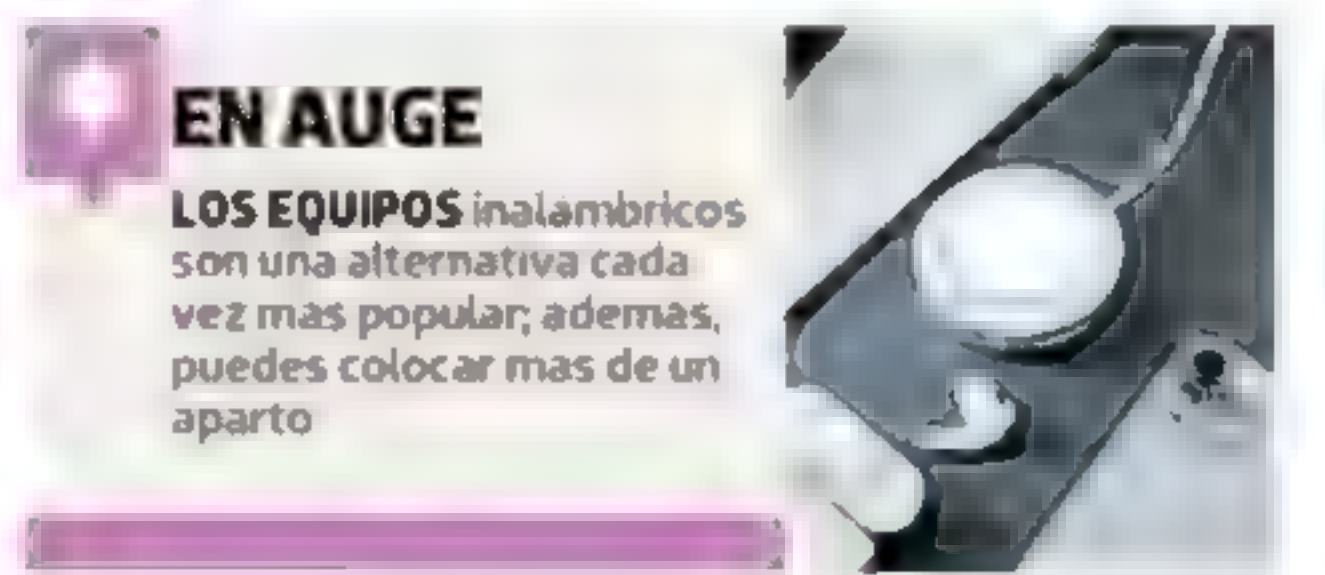 EN AUGE
LOS EQUIPOS inalambricos
son una alternativa cada
vez mas popular; ademas,
puedes colocar mas de un
aparto